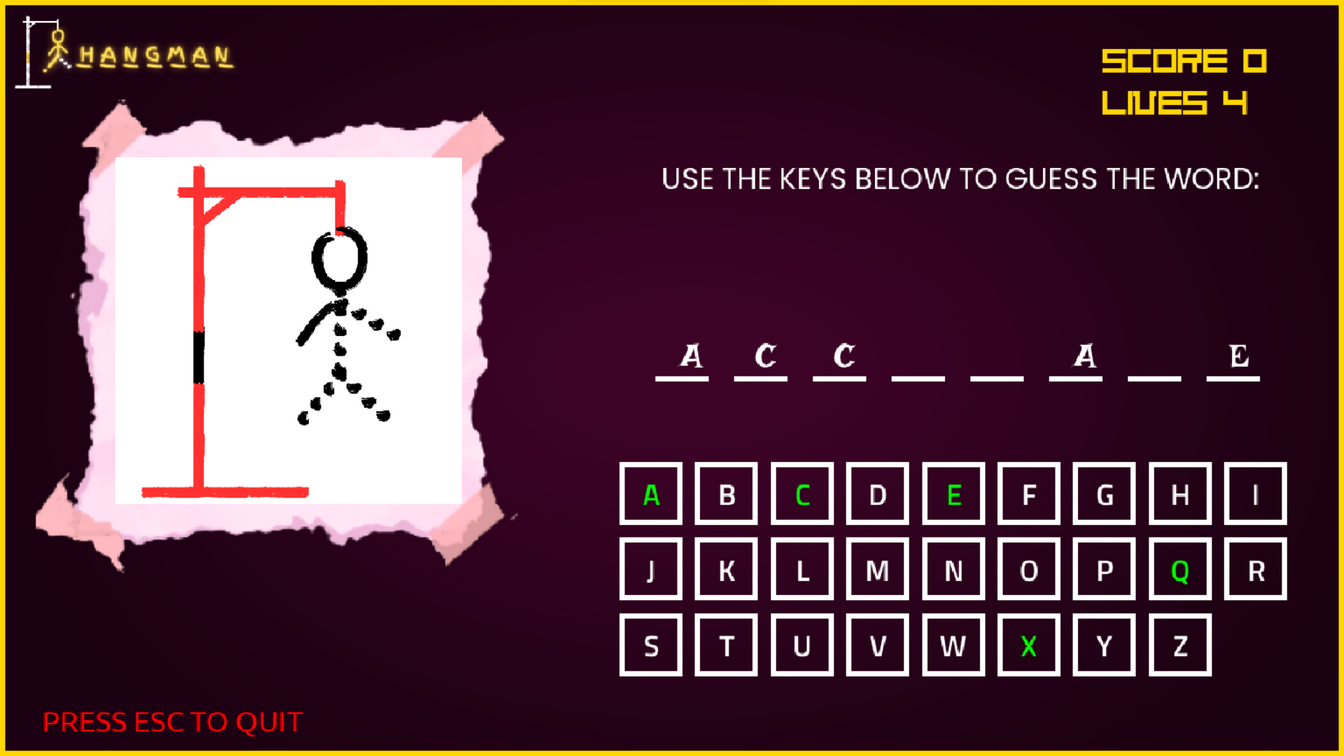 HANGMAN
SCORE 0
LIVES 4
USE THE KEYS BELOW TO GUESS THE WORD:
A C C _ _ A _ E
A B C D E F G H I
J K L M N O P Q R
S T U V W X Y Z
PRESS ESC TO QUIT